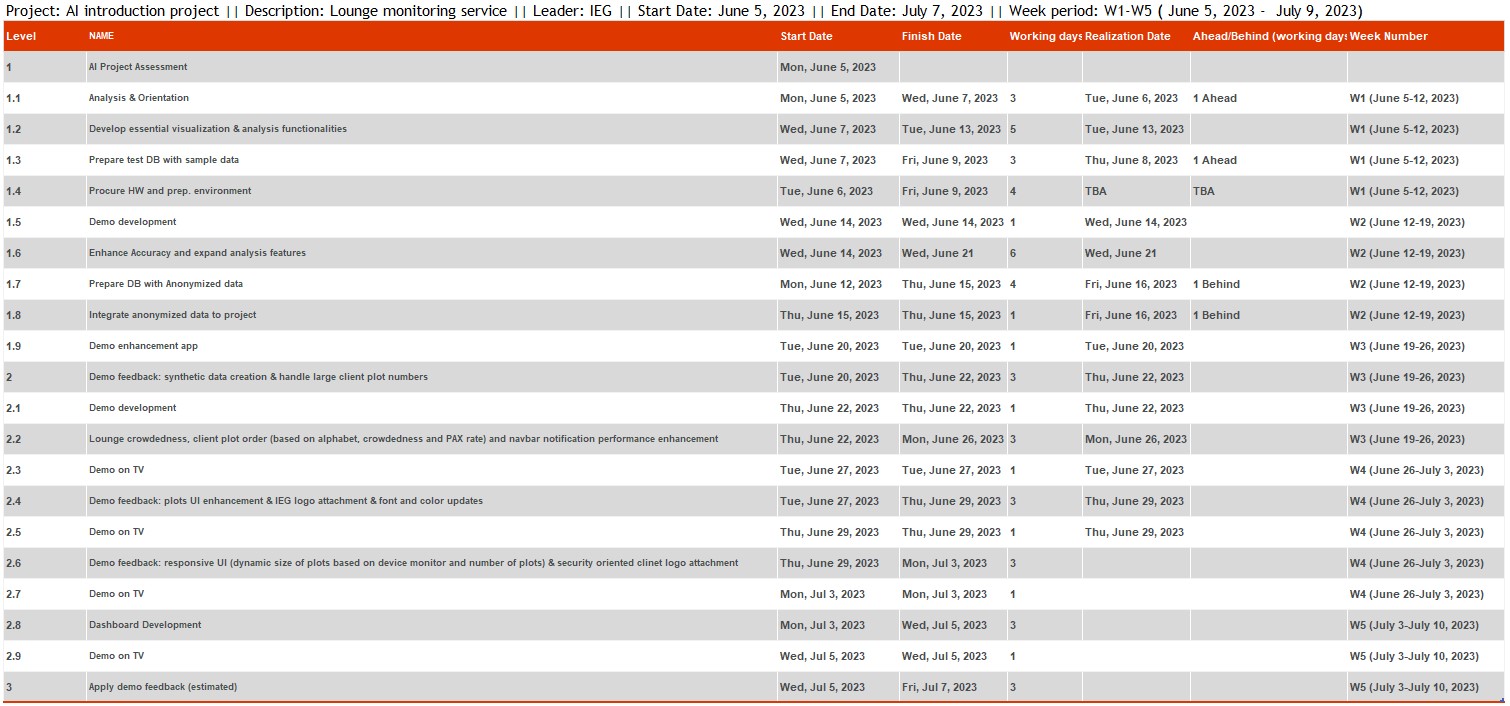 Project: AI introduction project || Description: Lounge monitoring service || Leader: IEG || Start Date: June 5, 2023 || End Date: July 7, 2023 || Week period: W1-W5 ( June 5, 2023 - July 9, 2023)
Level NAME Start Date Finish Date Working days Realization Date Ahead/Behind (working days Week Number
1 AI Project Assessment Mon, June 5, 2023
1.1 Analysis & Orientation Mon, June 5, 2023 Wed, June 7, 2023 3 Tue, June 6, 2023 1 Ahead W1 (June 5-12, 2023)
1.2 Develop essential visualization & analysis functionalities Wed, June 7, 2023 Tue, June 13, 2023 5 Tue, June 13, 2023 W1 (June 5-12, 2023)
1.3 Prepare test DB with sample data Wed, June 7, 2023 Fri, June 9, 2023 3 Thu, June 8, 2023 1 Ahead W1 (June 5-12, 2023)
1.4 Procure HW and prep. environment Tue, June 6, 2023 Fri, June 9, 2023 4 TBA TBA W1 (June 5-12, 2023)
1.5 Demo development Wed, June 14, 2023 Wed, June 14, 2023 1 Wed, June 14, 2023 W2 (June 12-19, 2023)
1.6 Enhance Accuracy and expand analysis features Wed, June 14, 2023 Wed, June 21 6 Wed, June 21 W2 (June 12-19, 2023)
1.7 Prepare DB with Anonymized data Mon, June 12, 2023 Thu, June 15, 2023 4 Fri, June 16, 2023 1 Behind W2 (June 12-19, 2023)
1.8 Integrate anonymized data to project Thu, June 15, 2023 Thu, June 15, 2023 1 Fri, June 16, 2023 1 Behind W2 (June 12-19, 2023)
1.9 Demo enhancement app Tue, June 20, 2023 Tue, June 20, 2023 1 Tue, June 20, 2023 W3 (June 19-26, 2023)
2 Demo feedback: synthetic data creation & handle large client plot numbers Tue, June 20, 2023 Thu, June 22, 2023 3 Thu, June 22, 2023 W3 (June 19-26, 2023)
2.1 Demo development Thu, June 22, 2023 Thu, June 22, 2023 1 Thu, June 22, 2023 W3 (June 19-26, 2023)
2.2 Lounge crowdedness, client plot order (based on alphabet, crowdedness and PAX rate) and navbar notification performance enhancement Thu, June 22, 2023 Mon, June 26, 2023 3 Mon, June 26, 2023 W3 (June 19-26, 2023)
2.3 Demo on TV Tue, June 27, 2023 Tue, June 27, 2023 1 Tue, June 27, 2023 W4 (June 26-July 3, 2023)
2.4 Demo feedback: plots UI enhancement & IEG logo attachment & font and color updates Tue, June 27, 2023 Thu, June 29, 2023 3 Thu, June 29, 2023 W4 (June 26-July 3, 2023)
2.5 Demo on TV Thu, June 29, 2023 Thu, June 29, 2023 1 Thu, June 29, 2023 W4 (June 26-July 3, 2023)
2.6 Demo feedback: responsive UI (dynamic size of plots based on device monitor and number of plots) & security oriented clinet logo attachment Thu, June 29, 2023 Mon, Jul 3, 2023 3 W4 (June 26-July 3, 2023)
2.7 Demo on TV Mon, Jul 3, 2023 Mon, Jul 3, 2023 1 W4 (June 26-July 3, 2023)
2.8 Dashboard Development Mon, Jul 3, 2023 Wed, Jul 5, 2023 3 W5 (July 3-July 10, 2023)
2.9 Demo on TV Wed, Jul 5, 2023 Wed, Jul 5, 2023 1 W5 (July 3-July 10, 2023)
3 Apply demo feedback (estimated) Wed, Jul 5, 2023 Fri, Jul 7, 2023 3 W5 (July 3-July 10, 2023)